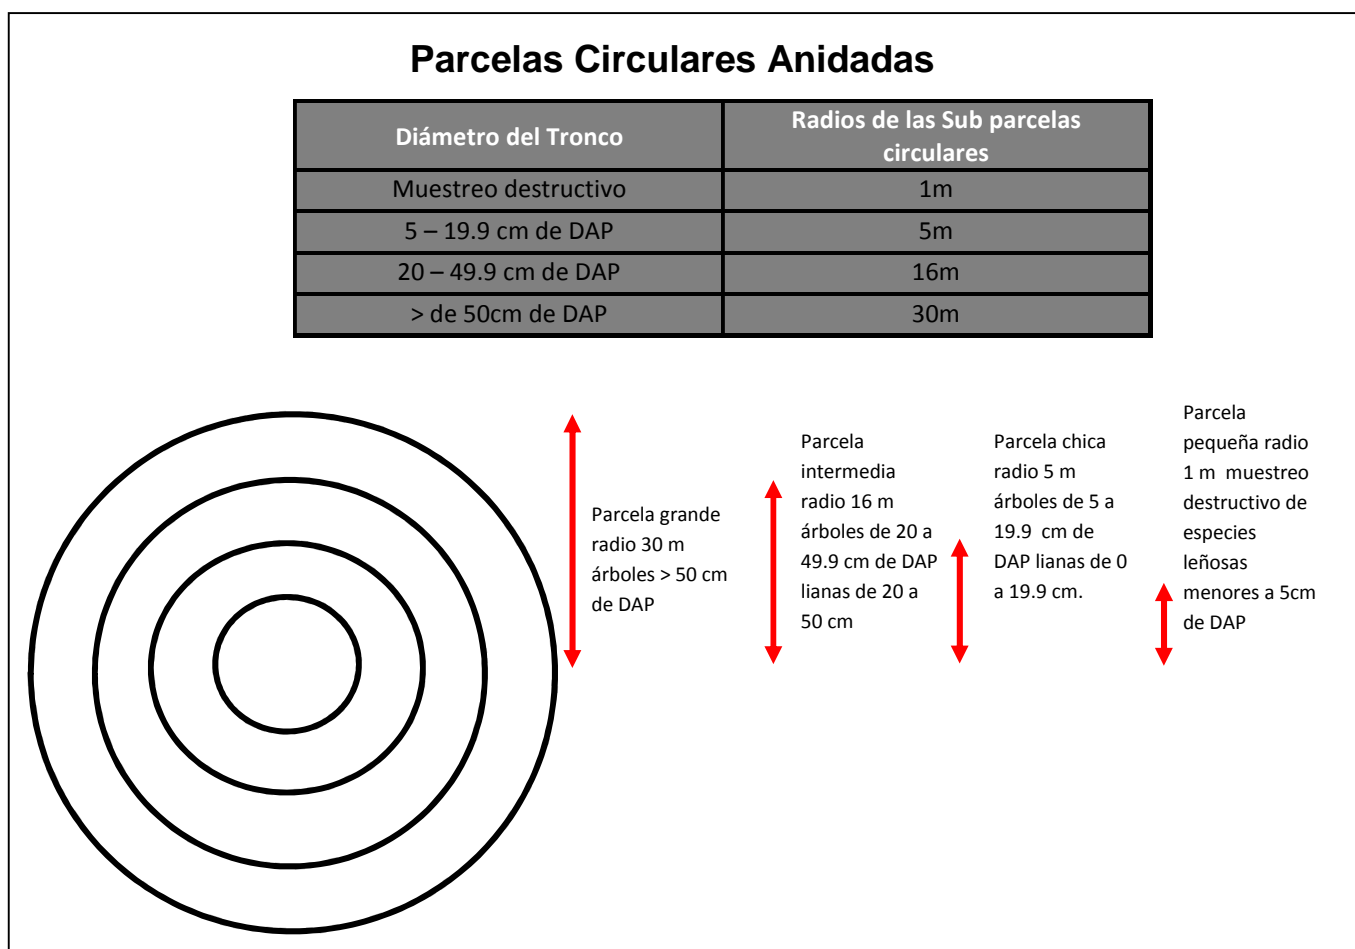 Parcelas Circulares Anidadas
Diámetro del Tronco
Radios de las Sub parcelas
circulares
Muestreo destructivo
1m
5 – 19.9 cm de DAP
5m
20 – 49.9 cm de DAP
16m
> de 50cm de DAP
30m
Parcela grande
radio 30 m
árboles > 50 cm
de DAP
Parcela
intermedia
radio 16 m
árboles de 20 a
49.9 cm de DAP
lianas de 20 a
50 cm
Parcela chica
radio 5 m
árboles de 5 a
19.9 cm de
DAP lianas de 0
a 19.9 cm.
Parcela
pequeña radio
1 m muestreo
destructivo de
especies
leñosas
menores a 5cm
de DAP